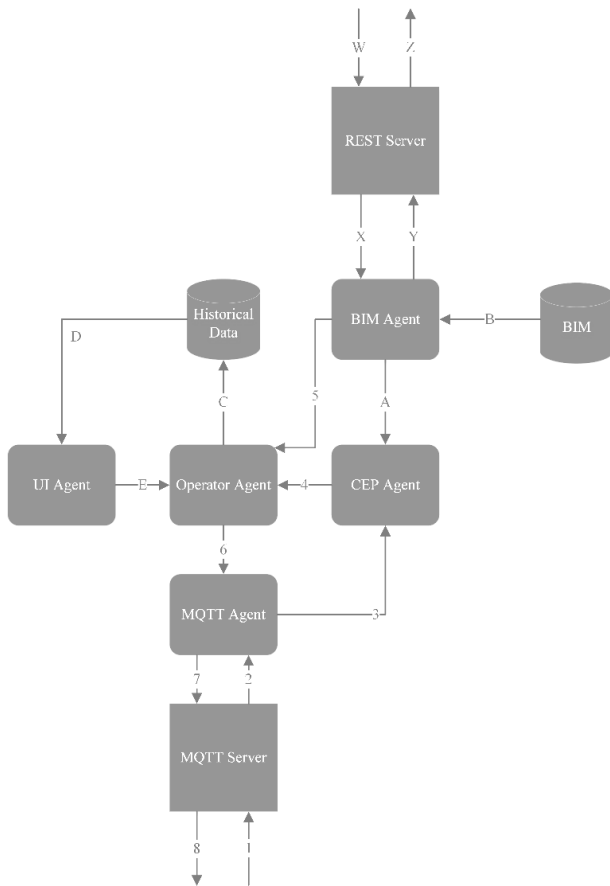 W
Z
REST Server
X
Y
Historical
Data
BIM Agent
B
BIM
D
C
5
A
UI Agent
E
Operator Agent
4
CEP Agent
6
MQTT Agent
3
7
2
MQTT Server
8
1